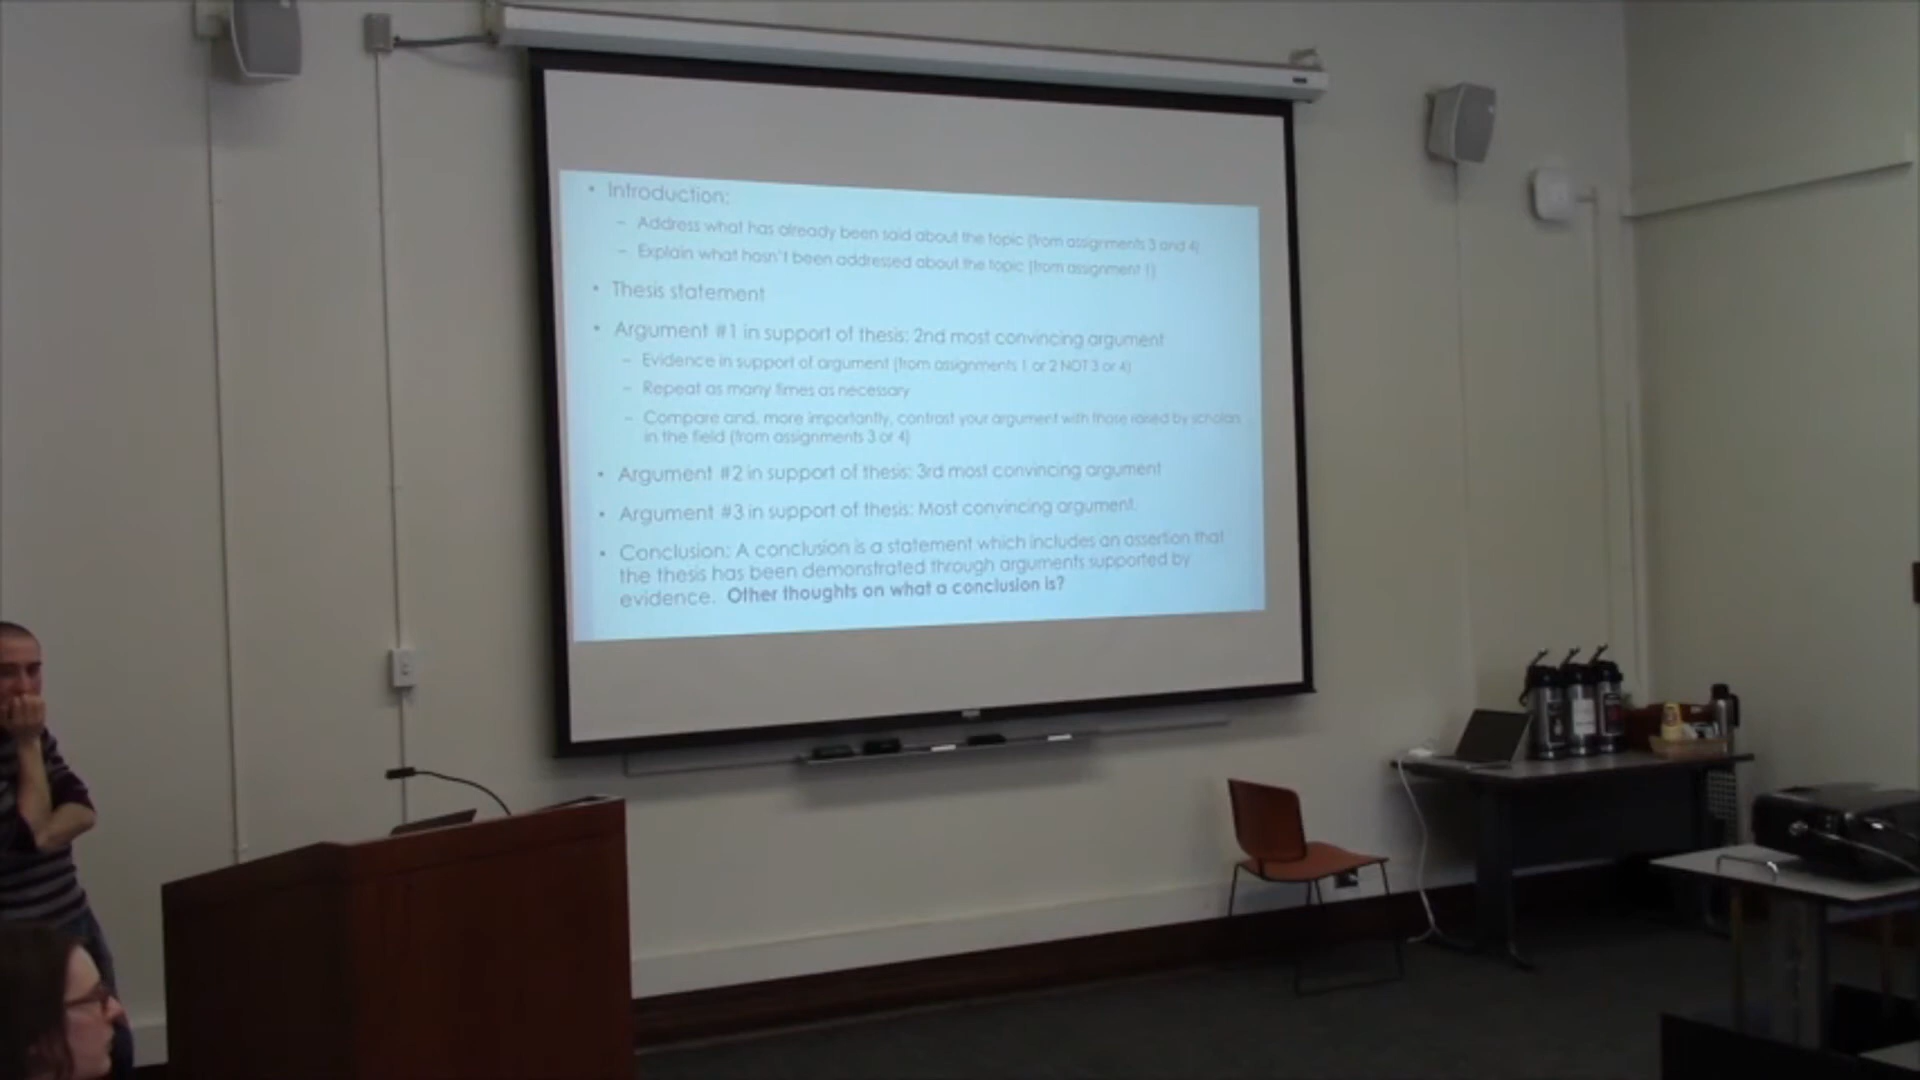 • Introduction:
– Address what has already been said about the topic (from assignments 3 and 4)
– Explain what hasn't been addressed about the topic (from assignment 1)
• Thesis statement
• Argument #1 in support of thesis: 2nd most convincing argument
– Evidence in support of argument (from assignments 1 or 2 NOT 3 or 4)
– Repeat as many times as necessary
– Compare and, more importantly, contrast your argument with those raised by scholars
in the field (from assignments 3 or 4)
• Argument #2 in support of thesis: 3rd most convincing argument
• Argument #3 in support of thesis: Most convincing argument.
• Conclusion: A conclusion is a statement which includes an assertion that
the thesis has been demonstrated through arguments supported by
evidence. Other thoughts on what a conclusion is?